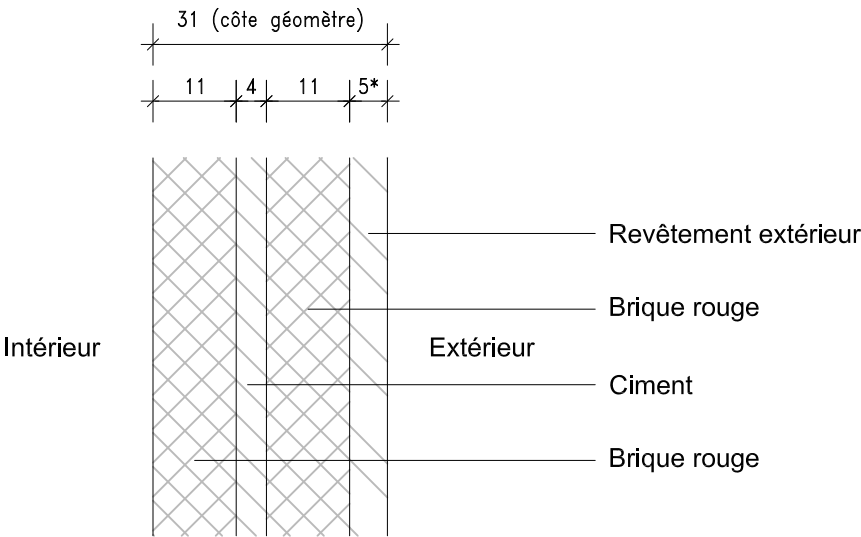 31 (côte géomètre)
11 4 11 5*
Revêtement extérieur
Brique rouge
Intérieur Extérieur
Ciment
Brique rouge